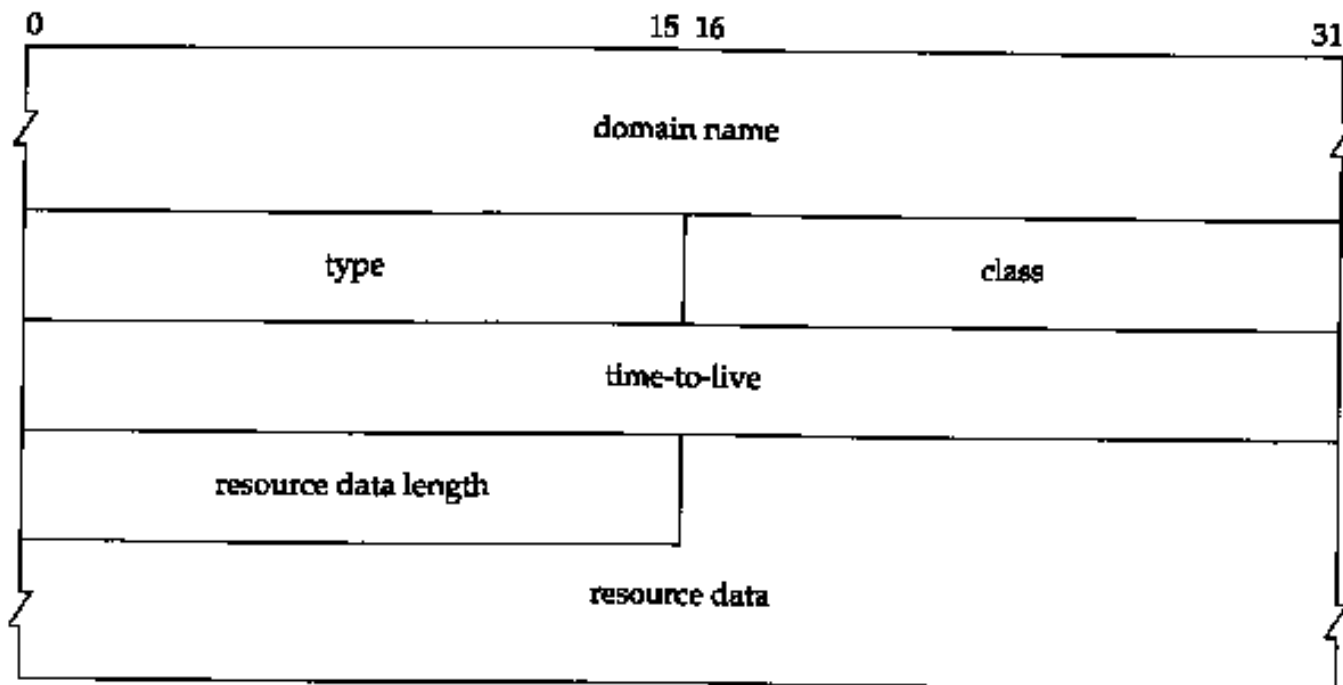 0 15 16 31
domain name
type class
time-to-live
resource data length
resource data